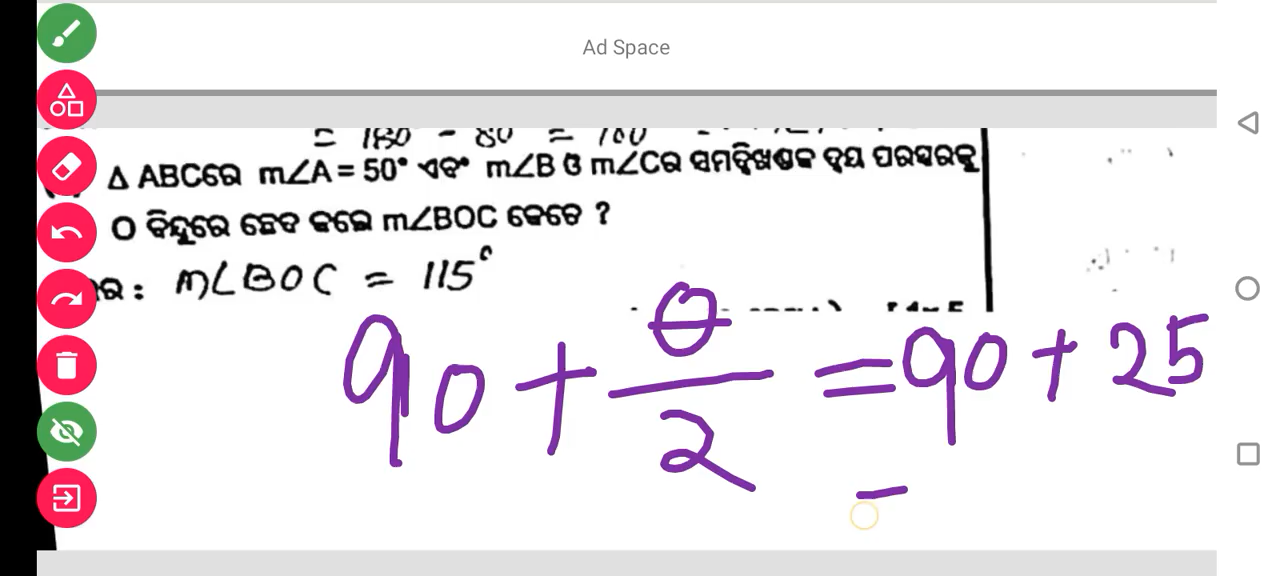 Ad Space
= 180 - 80 = 100
Δ ABCରେ m∠A = 50° ଏବଂ m∠B ଓ m∠Cର ସମଦ୍ବିଖଣ୍ଡକ ଦ୍ବୟ ପରସ୍ପରକୁ
O ବିନ୍ଦୁରେ ଛେଦ କଲେ m∠BOC କେତେ ?
ର : m∠BOC = 115°
90 + θ/2 = 90 + 25
=